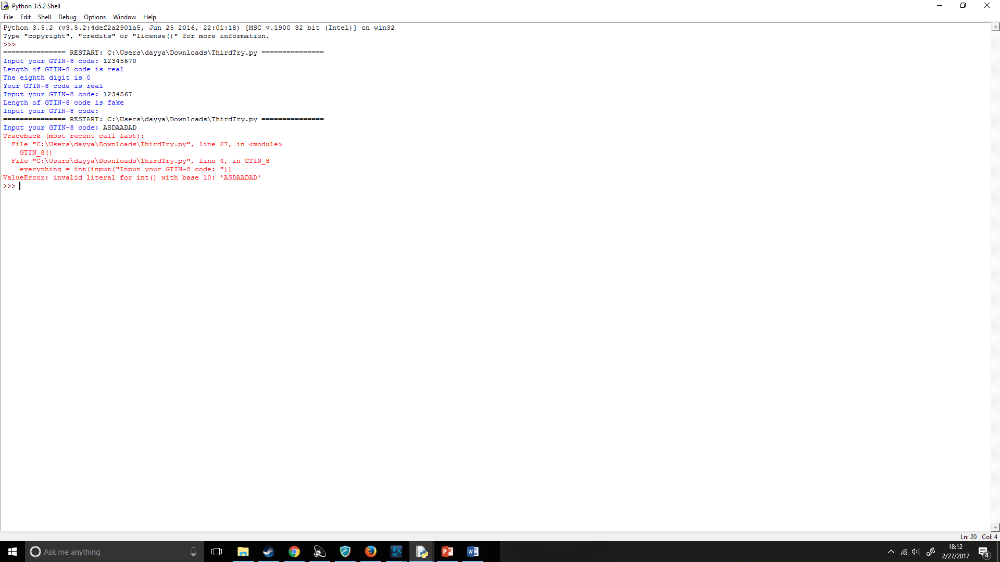 Python 3.5.2 Shell
File Edit Shell Debug Options Window Help
Python 3.5.2 (v3.5.2:4def2a2901a5, Jun 25 2016, 22:01:18) [MSC v.1900 32 bit (Intel)] on win32
Type "copyright", "credits" or "license()" for more information.
>>>
=============== RESTART: C:\Users\dayya\Downloads\ThirdTry.py ===============
Input your GTIN-8 code: 12345670
Length of GTIN-8 code is real
The eighth digit is 0
Your GTIN-8 code is real
Input your GTIN-8 code: 1234567
Length of GTIN-8 code is fake
Input your GTIN-8 code:
=============== RESTART: C:\Users\dayya\Downloads\ThirdTry.py ===============
Input your GTIN-8 code: ASDAADAD
Traceback (most recent call last):
  File "C:\Users\dayya\Downloads\ThirdTry.py", line 27, in <module>
    GTIN_8()
  File "C:\Users\dayya\Downloads\ThirdTry.py", line 4, in GTIN_8
    everything = int(input("Input your GTIN-8 code: "))
ValueError: invalid literal for int() with base 10: 'ASDAADAD'
>>>
Ln: 20 Col: 4
Ask me anything
18:12
2/27/2017
4